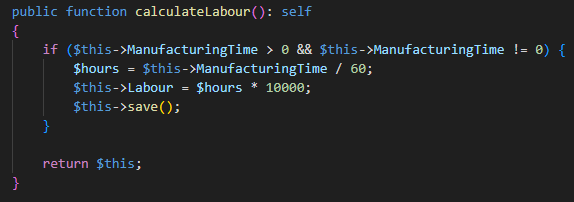 public function calculateLabour(): self
{
    if ($this->ManufacturingTime > 0 && $this->ManufacturingTime != 0) {
        $hours = $this->ManufacturingTime / 60;
        $this->Labour = $hours * 10000;
        $this->save();
    }

    return $this;
}